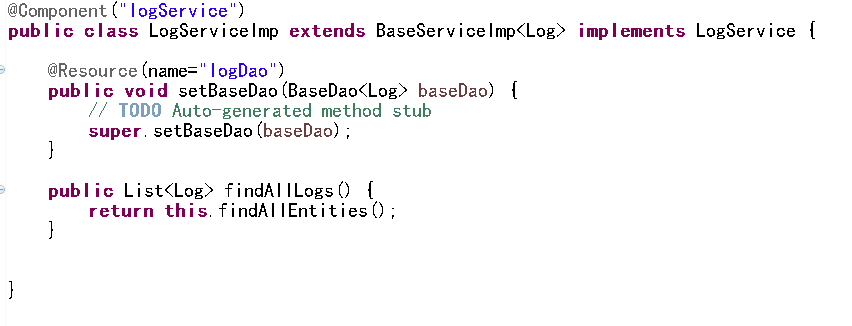 @Component("logService")
public class LogServiceImp extends BaseServiceImp<Log> implements LogService {
@Resource(name="logDao")
public void setBaseDao(BaseDao<Log> baseDao) {
// TODO Auto-generated method stub
super.setBaseDao(baseDao);
}
public List<Log> findAllLogs() {
return this.findAllEntities();
}
}